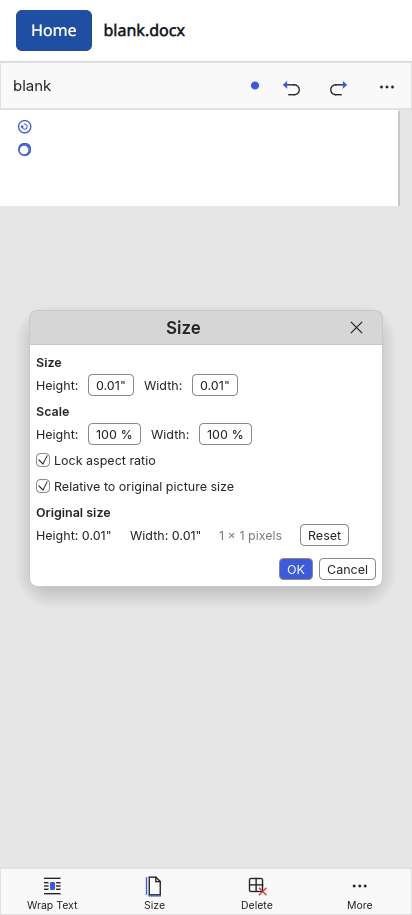 Home blank.docx
blank
Size
Size
Height: 0.01" Width: 0.01"
Scale
Height: 100 % Width: 100 %
Lock aspect ratio
Relative to original picture size
Original size
Height: 0.01" Width: 0.01" 1 × 1 pixels Reset
OK Cancel
Wrap Text Size Delete More